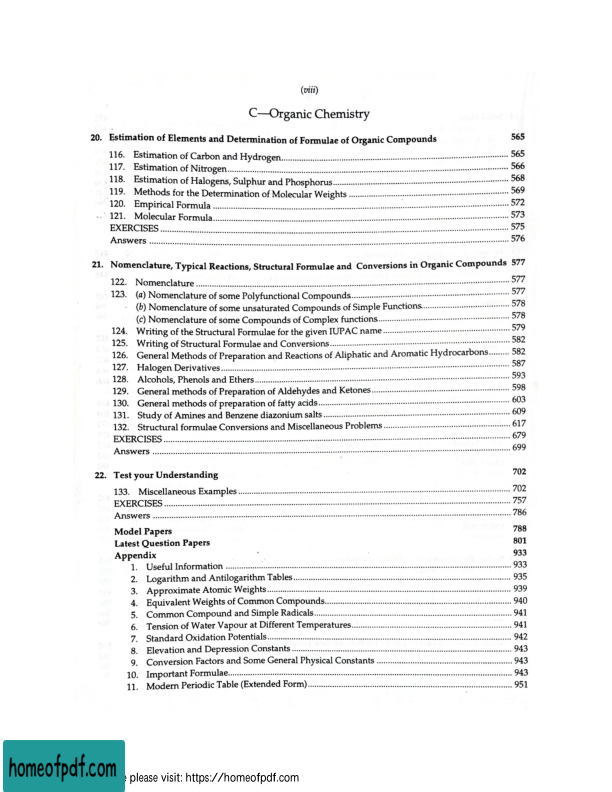 (viii)
C—Organic Chemistry
20. Estimation of Elements and Determination of Formulae of Organic Compounds 565
116. Estimation of Carbon and Hydrogen 565
117. Estimation of Nitrogen 566
118. Estimation of Halogens, Sulphur and Phosphorus 568
119. Methods for the Determination of Molecular Weights 569
120. Empirical Formula 572
121. Molecular Formula 573
EXERCISES 575
Answers 576
21. Nomenclature, Typical Reactions, Structural Formulae and Conversions in Organic Compounds 577
122. Nomenclature 577
123. (a) Nomenclature of some Polyfunctional Compounds 577
(b) Nomenclature of some unsaturated Compounds of Simple Functions 578
(c) Nomenclature of some Compounds of Complex functions 578
124. Writing of the Structural Formulae for the given IUPAC name 579
125. Writing of Structural Formulae and Conversions 582
126. General Methods of Preparation and Reactions of Aliphatic and Aromatic Hydrocarbons 582
127. Halogen Derivatives 587
128. Alcohols, Phenols and Ethers 593
129. General methods of Preparation of Aldehydes and Ketones 598
130. General methods of preparation of fatty acids 603
131. Study of Amines and Benzene diazonium salts 609
132. Structural formulae Conversions and Miscellaneous Problems 617
EXERCISES 679
Answers 699
22. Test your Understanding 702
133. Miscellaneous Examples 702
EXERCISES 757
Answers 786
Model Papers 788
Latest Question Papers 801
Appendix 933
1. Useful Information 933
2. Logarithm and Antilogarithm Tables 935
3. Approximate Atomic Weights 939
4. Equivalent Weights of Common Compounds 940
5. Common Compound and Simple Radicals 941
6. Tension of Water Vapour at Different Temperatures 941
7. Standard Oxidation Potentials 942
8. Elevation and Depression Constants 943
9. Conversion Factors and Some General Physical Constants 943
10. Important Formulae 943
11. Modern Periodic Table (Extended Form) 951
homeofpdf.com
please visit: https://homeofpdf.com